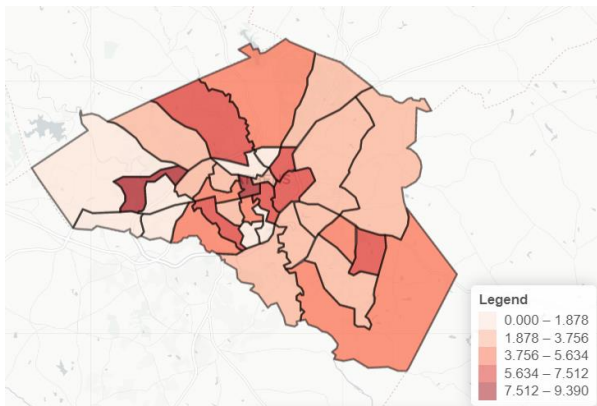 Legend
0.000 – 1.878
1.878 – 3.756
3.756 – 5.634
5.634 – 7.512
7.512 – 9.390